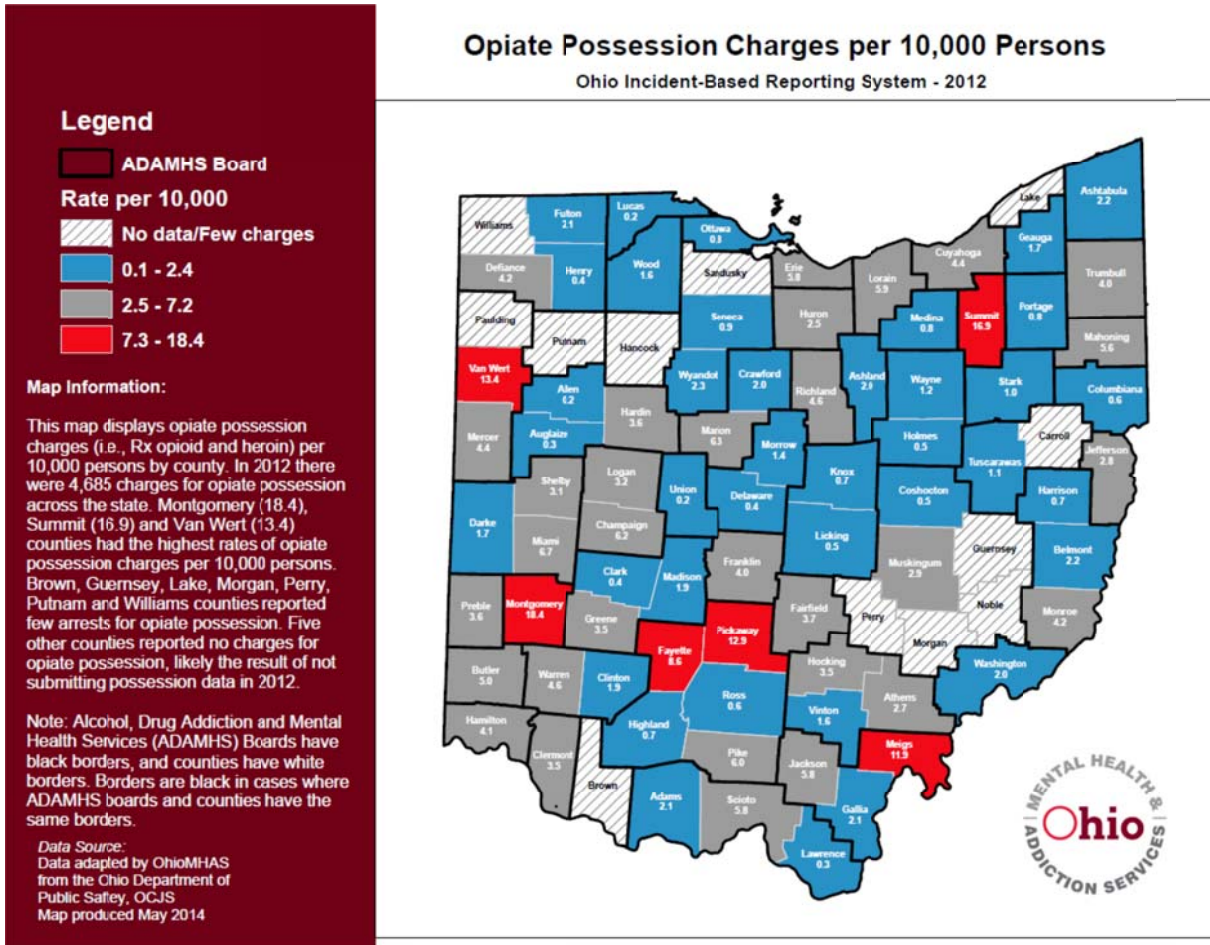 Opiate Possession Charges per 10,000 Persons
Ohio Incident-Based Reporting System - 2012
Legend
ADAMHS Board
Rate per 10,000
No data/Few charges
0.1 - 2.4
2.5 - 7.2
7.3 - 18.4
Map Information:
This map displays opiate possession
charges (i.e., Rx opioid and heroin) per
10,000 persons by county. In 2012 there
were 4,685 charges for opiate possession
across the state. Montgomery (18.4),
Summit (16.9) and Van Wert (13.4)
counties had the highest rates of opiate
possession charges per 10,000 persons.
Brown, Guernsey, Lake, Morgan, Perry,
Putnam and Williams counties reported
few arrests for opiate possession. Five
other counties reported no charges for
opiate possession, likely the result of not
submitting possession data in 2012.
Note: Alcohol, Drug Addiction and Mental
Health Services (ADAMHS) Boards have
black borders, and counties have white
borders. Borders are black in cases where
ADAMHS boards and counties have the
same borders.
Data Source:
Data adapted by OhioMHAS
from the Ohio Department of
Public Saftey, OCJS
Map produced May 2014
Williams
Futon
2.1
Lucas
0.2
Ottawa
Lake
Ashtabula
2.2
Geauga
1.7
Cuyahoga
4.4
Defiance
4.2
Henry
0.4
Wood
1.6
Sandusky
Erie
5.8
Lorain
5.9
Trumbull
4.0
Paulding
Putnam
Hancock
Seneca
0.9
Huron
2.5
Medina
0.8
Summit
16.9
Portage
0.8
Mahoning
5.6
Van Wert
13.4
Alen
0.2
Wyandot
2.3
Crawford
2.0
Richland
4.6
Ashland
Wayne
1.2
Stark
1.0
Columbiana
0.6
Mercer
4.4
Auglaize
0.3
Hardin
3.6
Marion
Morrow
1.4
Holmes
0.5
Carroll
Jefferson
2.8
Shelby
3.1
Logan
3.2
Union
0.2
Delaware
0.4
Knox
0.7
Coshocton
0.5
Tuscarawas
1.1
Harrison
0.7
Darke
1.7
Miami
6.7
Champaign
6.2
Licking
0.5
Guernsey
Belmont
2.2
Clark
0.4
Madison
1.9
Franklin
4.0
Muskingum
2.9
Noble
Monroe
4.2
Preble
3.6
Montgomery
18.4
Greene
3.5
Fayette
8.6
Pickaway
12.9
Fairfield
3.7
Perry
Morgan
Washington
2.0
Butler
5.0
Warren
4.6
Clinton
1.9
Ross
0.6
Hocking
3.5
Athens
2.7
Hamilton
4.1
Clermont
3.5
Highland
0.7
Vinton
1.6
Meigs
11.9
Brown
Adams
2.1
Pike
6.0
Jackson
5.8
Scioto
5.8
Gallia
2.1
Lawrence
0.3
MENTAL HEALTH &
Ohio
ADDICTION SERVICES